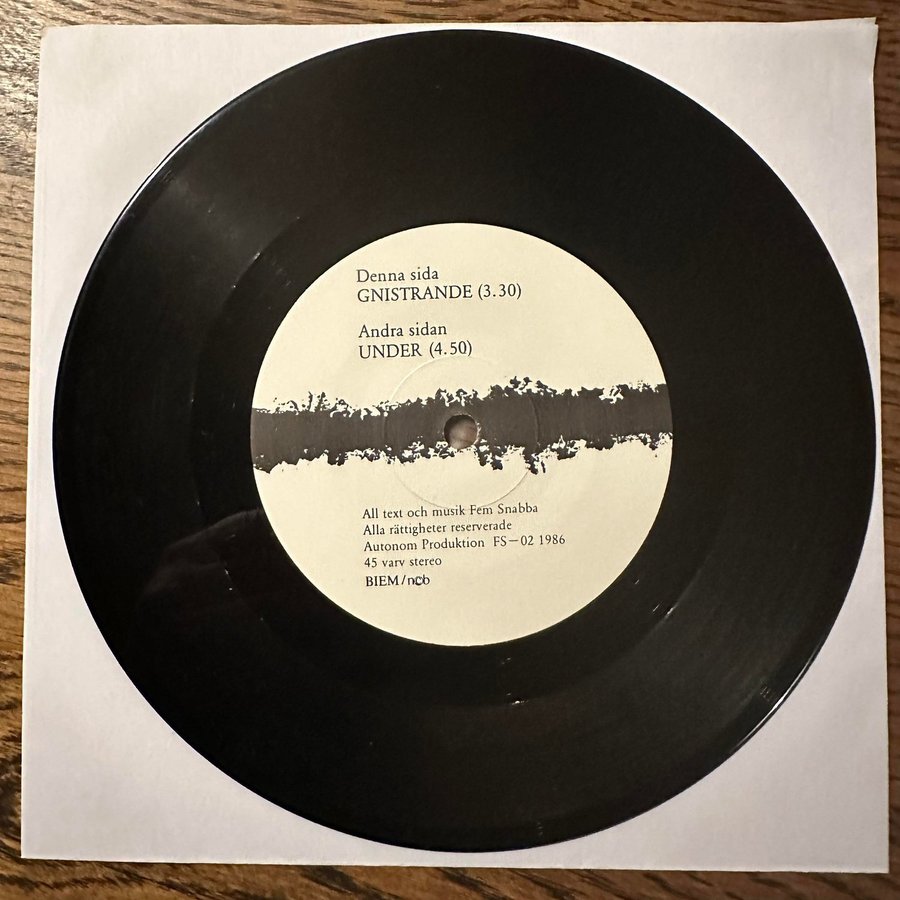 Denna sida
GNISTRANDE (3.30)
Andra sidan
UNDER (4.50)
All text och musik Fem Snabba
Alla rättigheter reserverade
Autonom Produktion FS—02 1986
45 varv stereo
BIEM/ncb